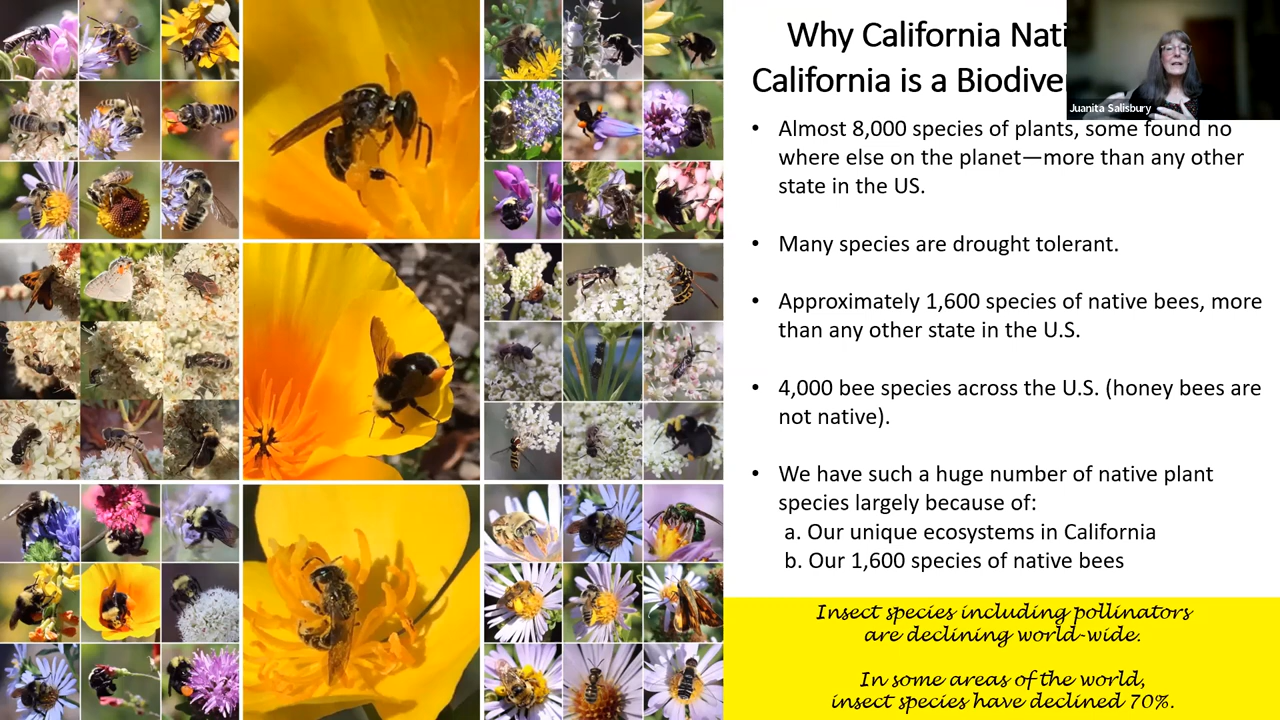 Why California Nati
California is a Biodiver
Juanita Salisbury
• Almost 8,000 species of plants, some found no
where else on the planet—more than any other
state in the US.
• Many species are drought tolerant.
• Approximately 1,600 species of native bees, more
than any other state in the U.S.
• 4,000 bee species across the U.S. (honey bees are
not native).
• We have such a huge number of native plant
species largely because of:
a. Our unique ecosystems in California
b. Our 1,600 species of native bees
Insect species including pollinators
are declining world-wide.
In some areas of the world,
insect species have declined 70%.